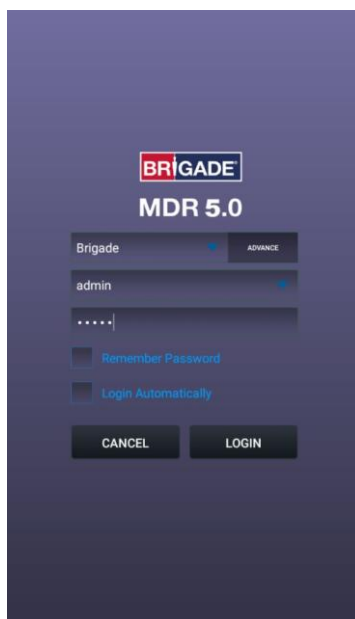 BRIGADE
MDR 5.0
Brigade
ADVANCE
admin
•••••
Remember Password
Login Automatically
CANCEL
LOGIN